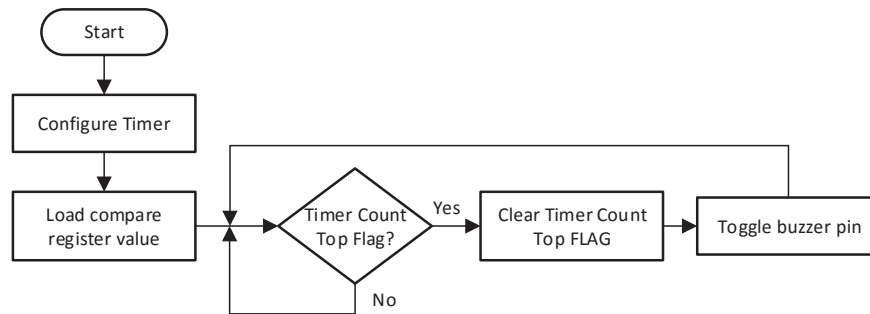 Start
Configure Timer
Load compare
register value
Timer Count
Top Flag?
Yes
No
Clear Timer Count
Top FLAG
Toggle buzzer pin